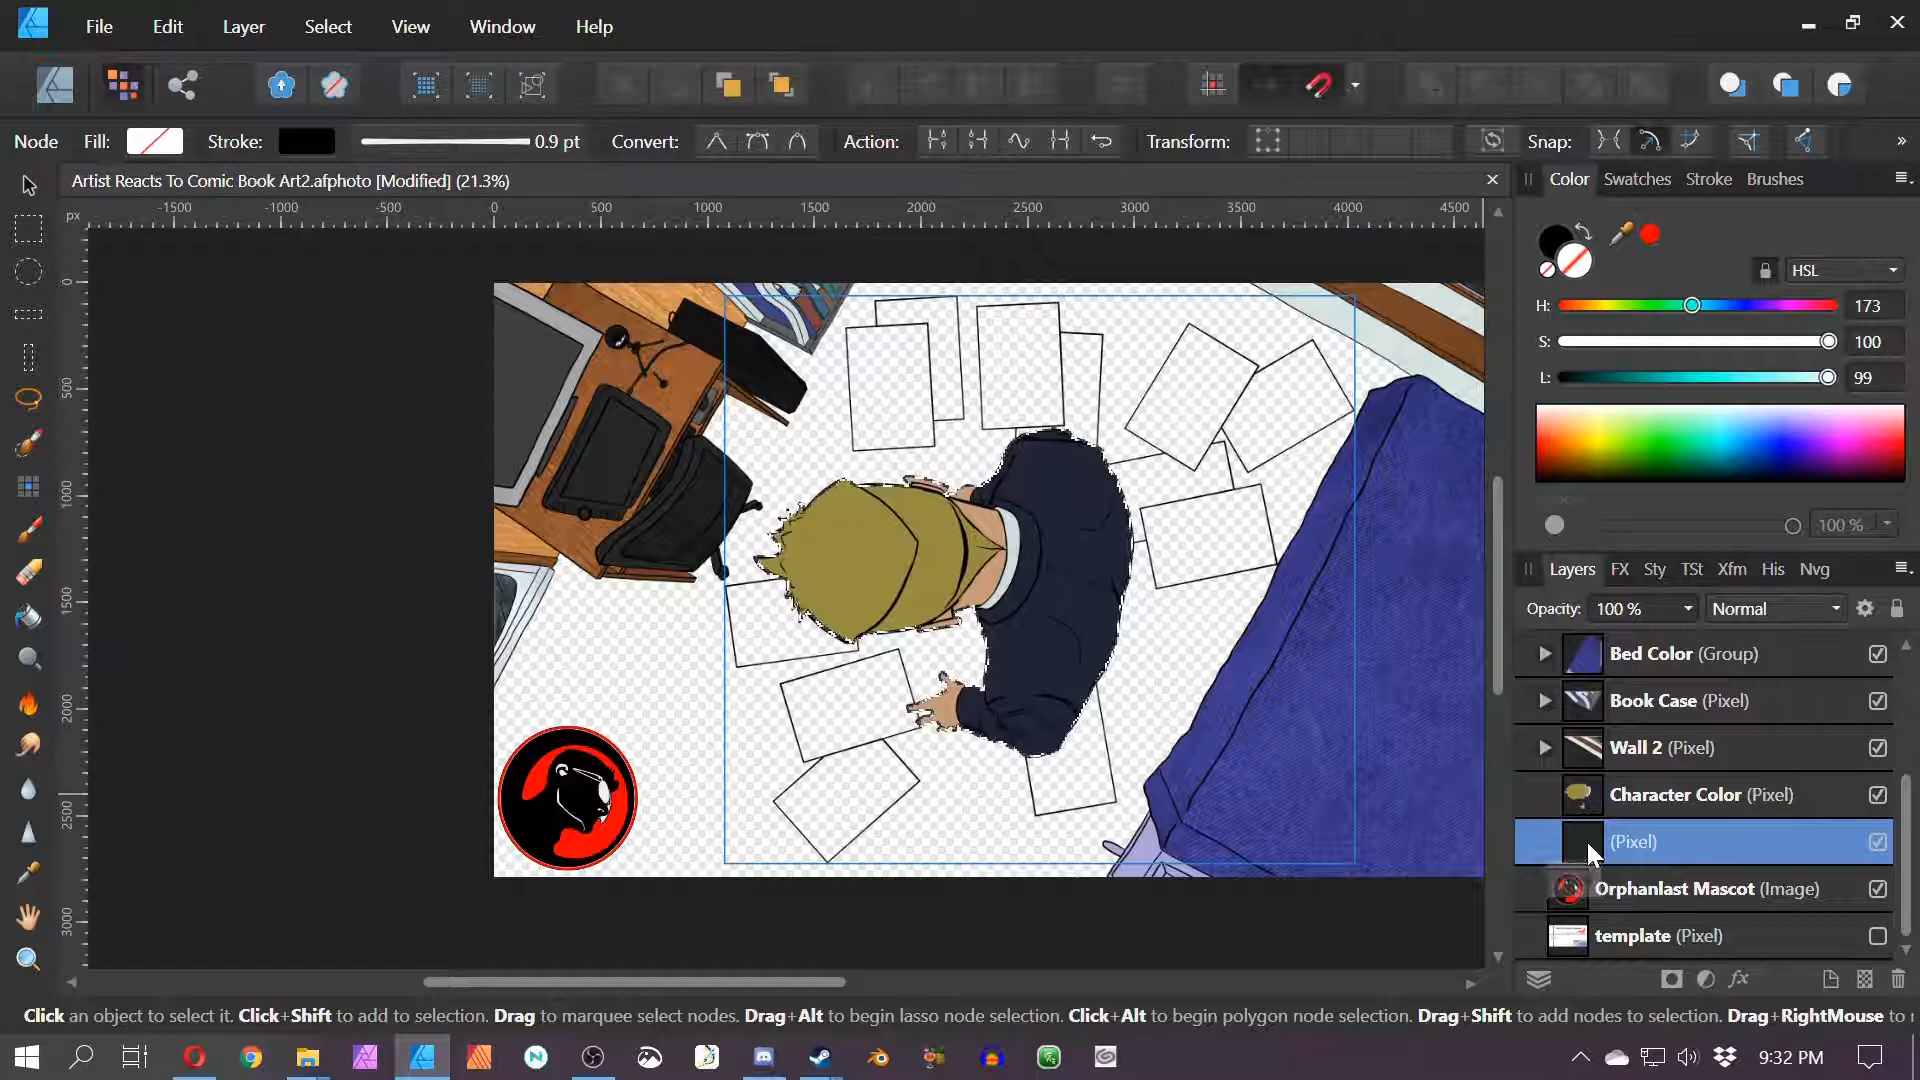 File Edit Layer Select View Window Help
Node Fill: Stroke: 0.9 pt Convert: Action: Transform: Snap: »
Artist Reacts To Comic Book Art2.afphoto [Modified] (21.3%)
Color Swatches Stroke Brushes
px -1500 -1000 -500 0 500 1000 1500 2000 2500 3000 3500 4000 4500
0
500
1000
1500
2000
2500
3000
HSL
H: 173
S: 100
L: 99
100 %
Layers FX Sty TSt Xfm His Nvg
Opacity: 100 % Normal
Bed Color (Group)
Book Case (Pixel)
Wall 2 (Pixel)
Character Color (Pixel)
(Pixel)
Orphanlast Mascot (Image)
template (Pixel)
Click an object to select it. Click+Shift to add to selection. Drag to marquee select nodes. Drag+Alt to begin lasso node selection. Click+Alt to begin polygon node selection. Drag+Shift to add nodes to selection. Drag+RightMouse to
9:32 PM